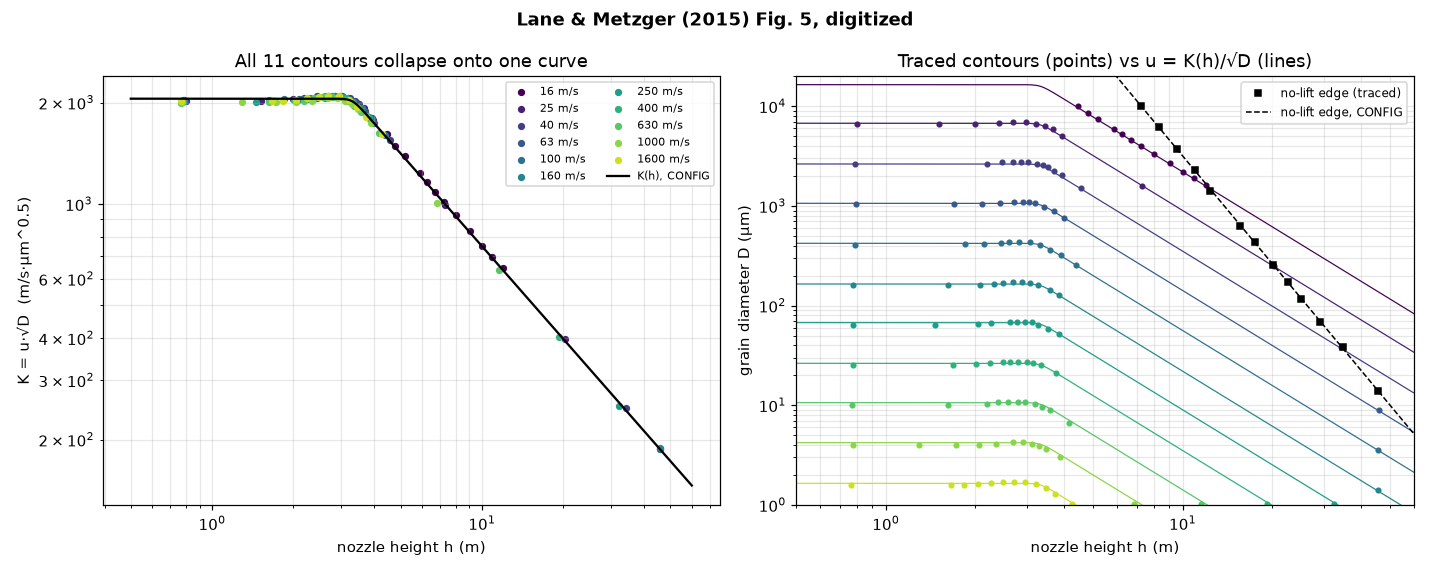 Lane & Metzger (2015) Fig. 5, digitized
All 11 contours collapse onto one curve
K = u·√D (m/s·μm^0.5)
2 × 10³
10³
6 × 10²
4 × 10²
3 × 10²
2 × 10²
16 m/s
25 m/s
40 m/s
63 m/s
100 m/s
160 m/s
250 m/s
400 m/s
630 m/s
1000 m/s
1600 m/s
K(h), CONFIG
10⁰
10¹
nozzle height h (m)
Traced contours (points) vs u = K(h)/√D (lines)
grain diameter D (μm)
10⁴
10³
10²
10¹
10⁰
no-lift edge (traced)
no-lift edge, CONFIG
10⁰
10¹
nozzle height h (m)